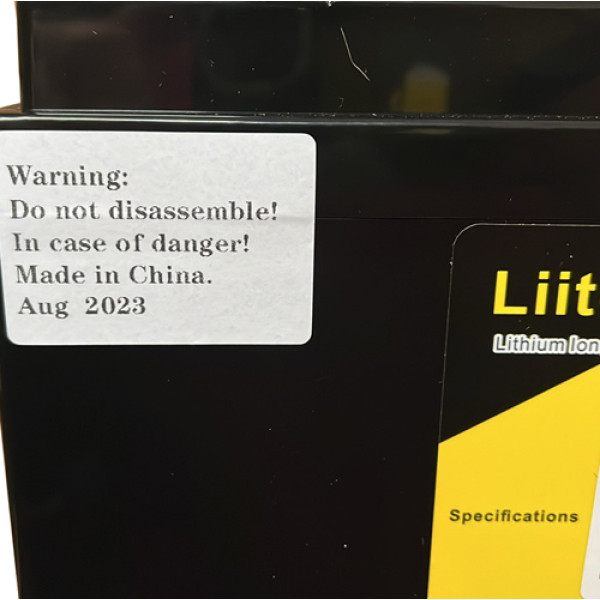 Warning:
Do not disassemble!
In case of danger!
Made in China.
Aug 2023
Liit
Lithium Ion
Specifications